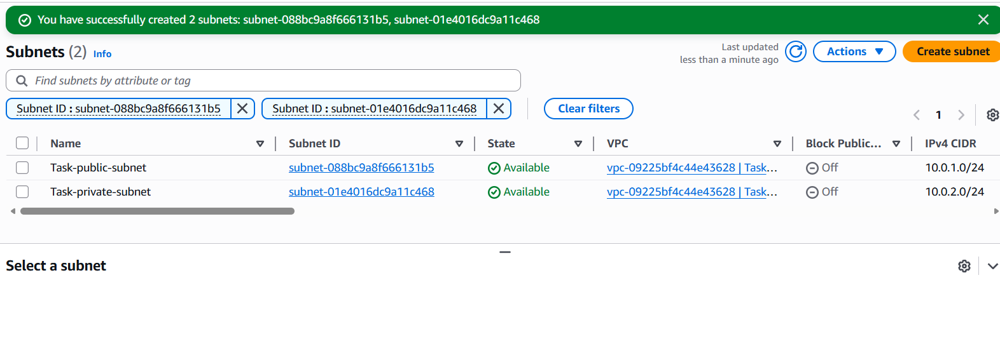 You have successfully created 2 subnets: subnet-088bc9a8f666131b5, subnet-01e4016dc9a11c468
Subnets (2) Info
Last updated
less than a minute ago
Actions
Create subnet
Find subnets by attribute or tag
Subnet ID : subnet-088bc9a8f666131b5
Subnet ID : subnet-01e4016dc9a11c468
Clear filters
1
Name Subnet ID State VPC Block Public... IPv4 CIDR
Task-public-subnet subnet-088bc9a8f666131b5 Available vpc-09225bf4c44e43628 | Task... Off 10.0.1.0/24
Task-private-subnet subnet-01e4016dc9a11c468 Available vpc-09225bf4c44e43628 | Task... Off 10.0.2.0/24
Select a subnet